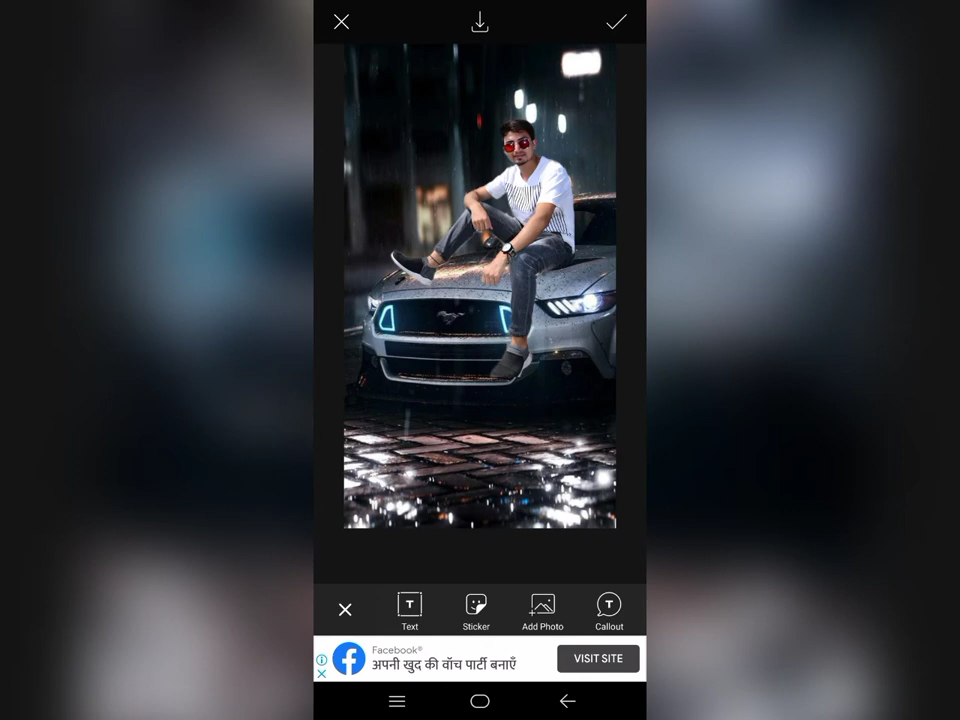 Text
Sticker
Add Photo
Callout
Facebook®
अपनी खुद की वॉच पार्टी बनाएँ
VISIT SITE